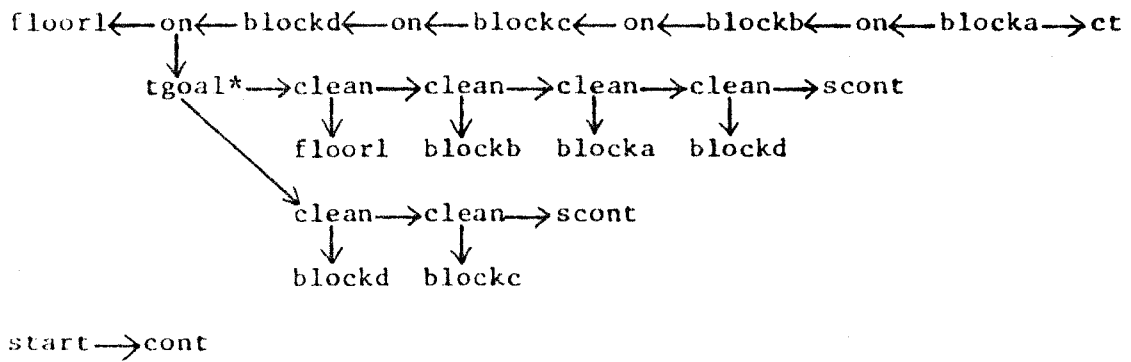 floorl← on← blockd← on← blockc← on← blockb← on← blocka→ct
tgoal*→clean→clean→clean→clean→scont
floorl blockb blocka blockd
clean→clean→scont
blockd blockc
start→cont